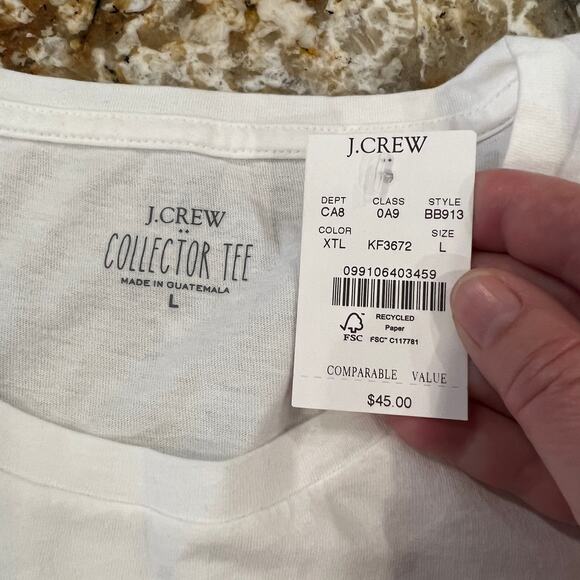 J.CREW
COLLECTOR TEE
MADE IN GUATEMALA
L
J.CREW
DEPT CLASS STYLE
CA8 0A9 BB913
COLOR SIZE
XTL KF3672 L
099106403459
RECYCLED
Paper
FSC
FSC™ C117781
COMPARABLE VALUE
$45.00